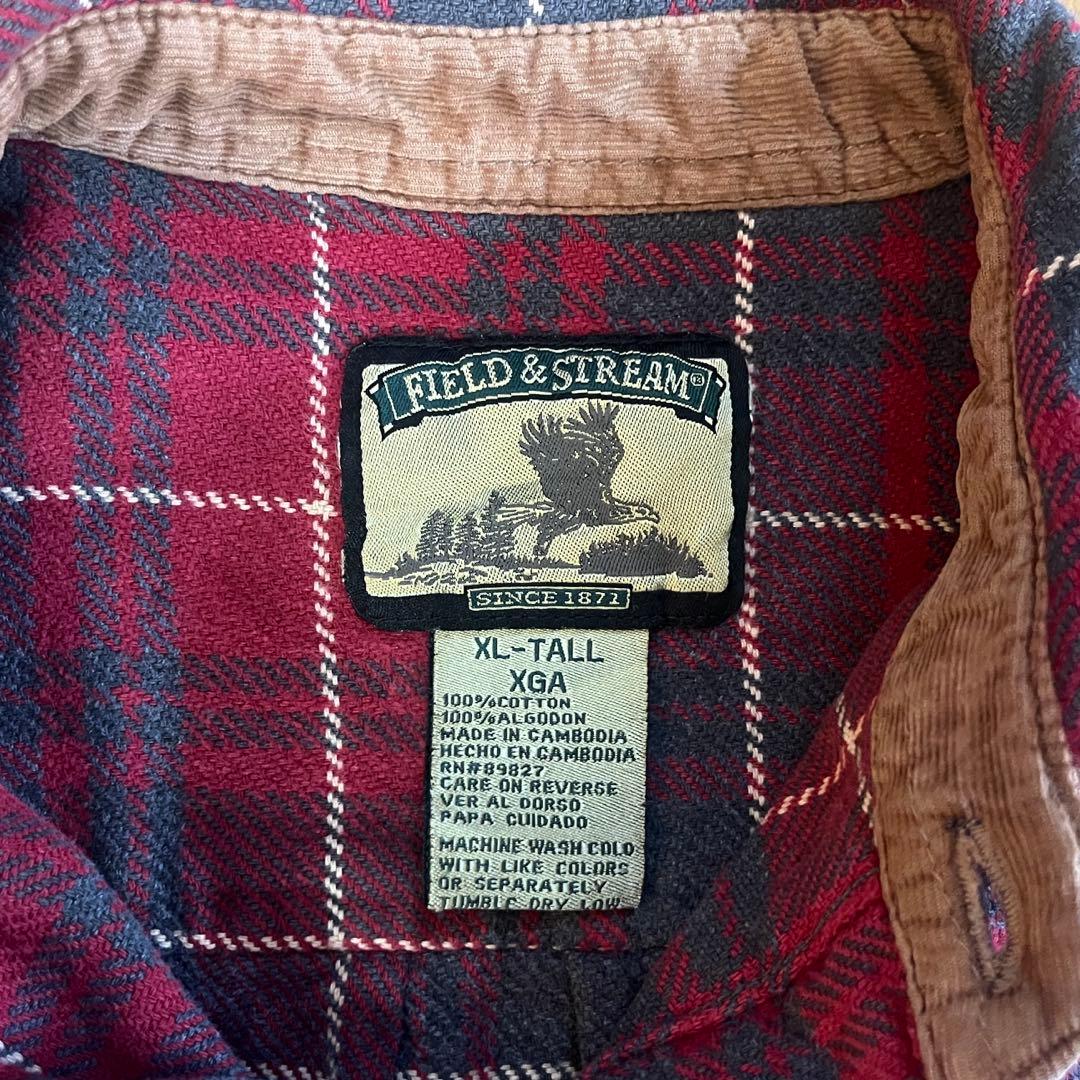 FIELD & STREAM®
SINCE 1871
XL-TALL
XGA
100%COTTON
100%ALGODON
MADE IN CAMBODIA
HECHO EN CAMBODIA
RN#89827
CARE ON REVERSE
VER AL DORSO
PAPA CUIDADO
MACHINE WASH COLD
WITH LIKE COLORS
OR SEPARATELY
TUMBLE DRY LOW